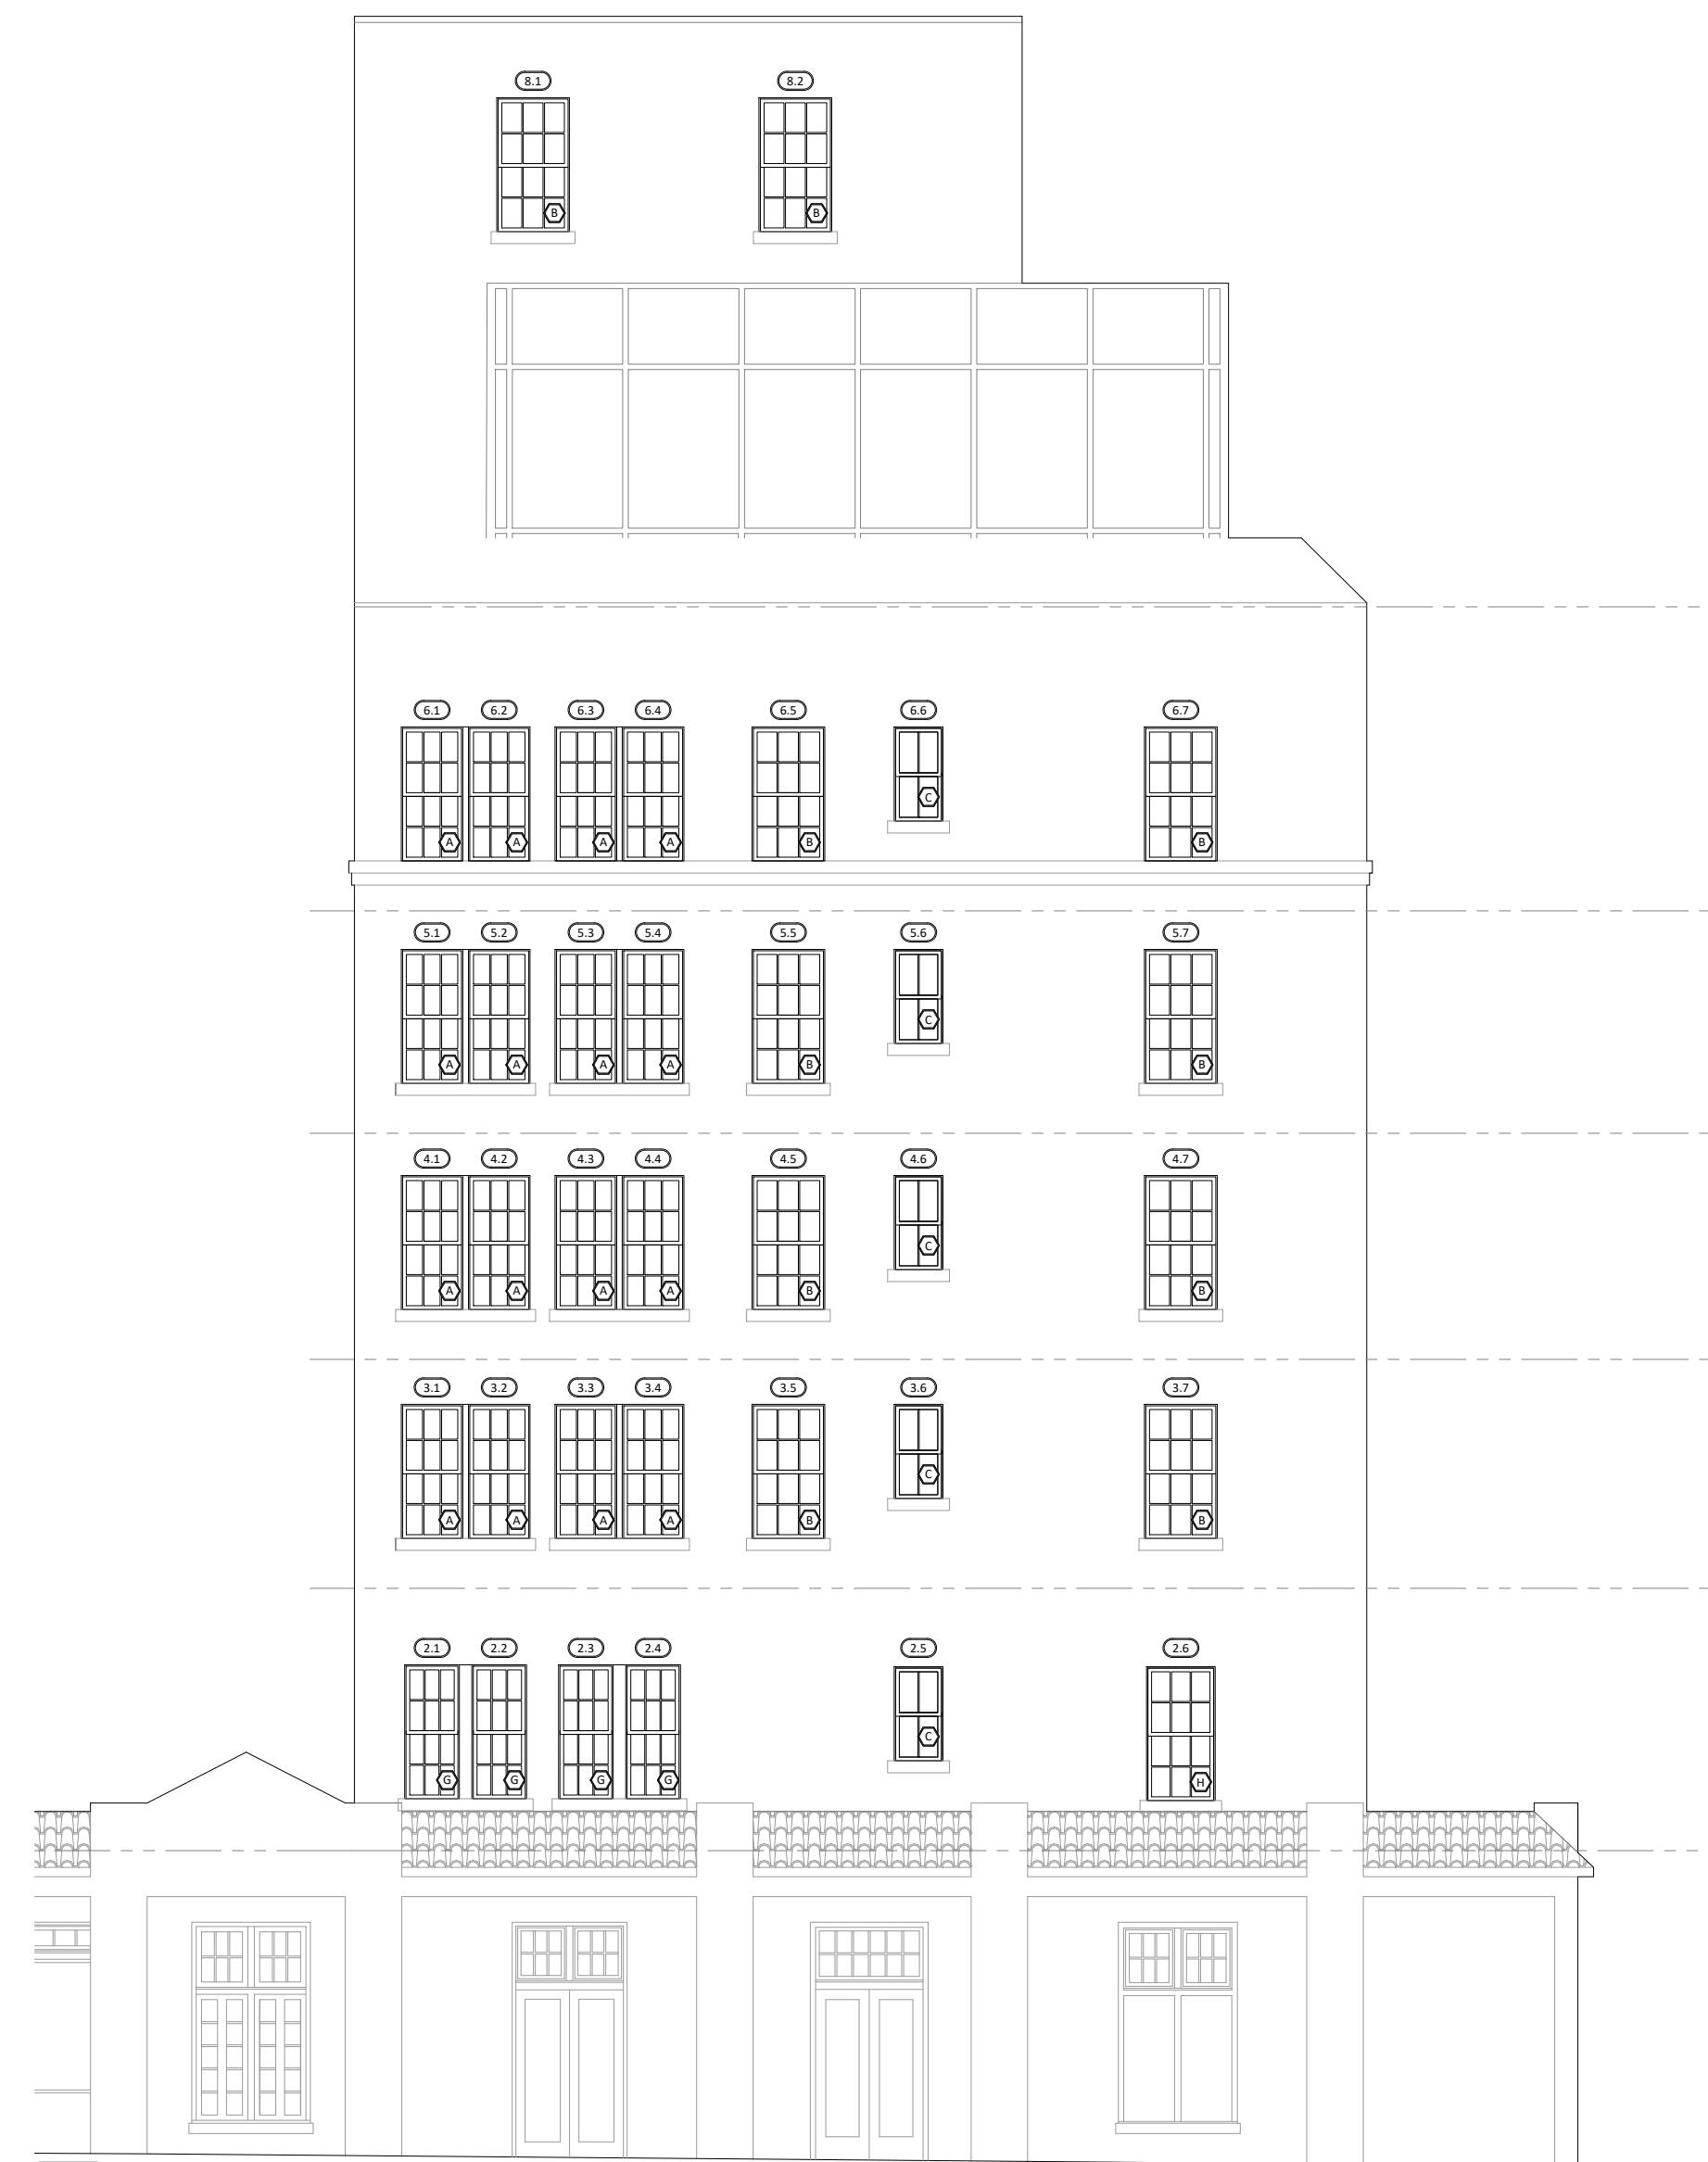 8.1 8.2
B B
6.1 6.2 6.3 6.4 6.5 6.6 6.7
C
A A A A B B
5.1 5.2 5.3 5.4 5.5 5.6 5.7
C
A A A A B B
4.1 4.2 4.3 4.4 4.5 4.6 4.7
C
A A A A B B
3.1 3.2 3.3 3.4 3.5 3.6 3.7
C
A A A A B B
2.1 2.2 2.3 2.4 2.5 2.6
C
G G G G H